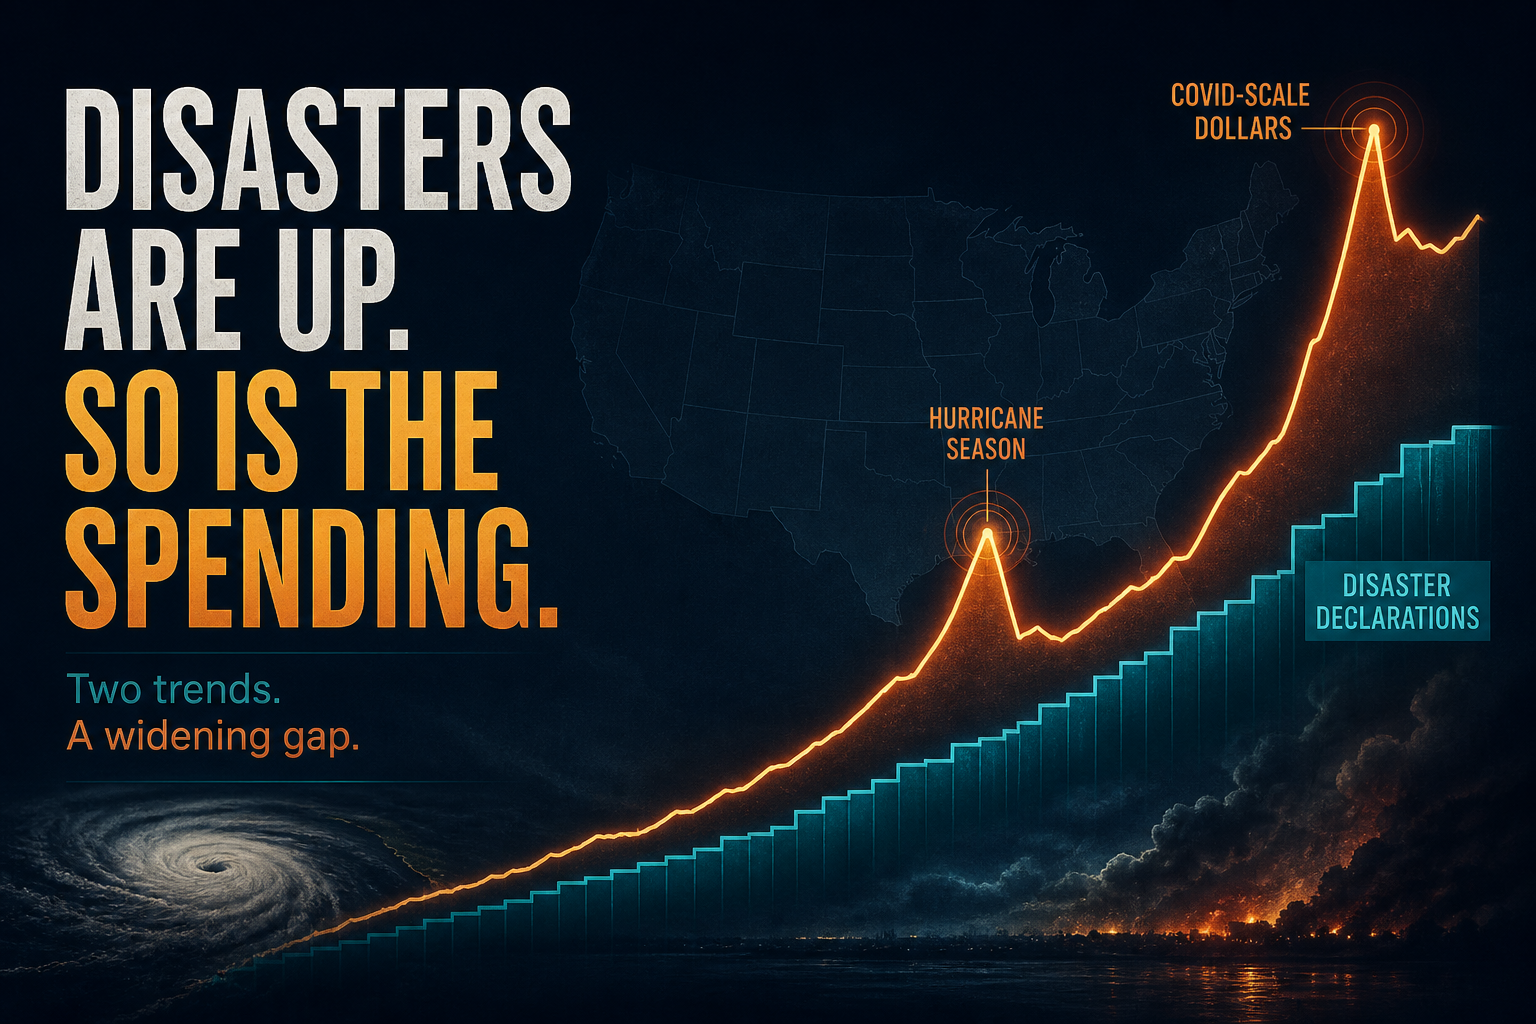 DISASTERS
ARE UP.
SO IS THE
SPENDING.
Two trends.
A widening gap.
COVID-SCALE
DOLLARS
HURRICANE
SEASON
DISASTER
DECLARATIONS